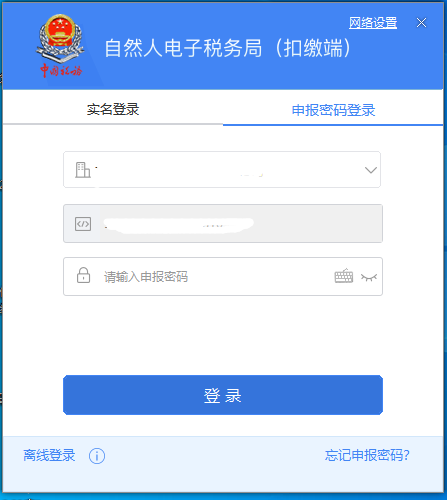 网络设置
自然人电子税务局（扣缴端）
中国税务
实名登录
申报密码登录
请输入申报密码
登录
离线登录
忘记申报密码?